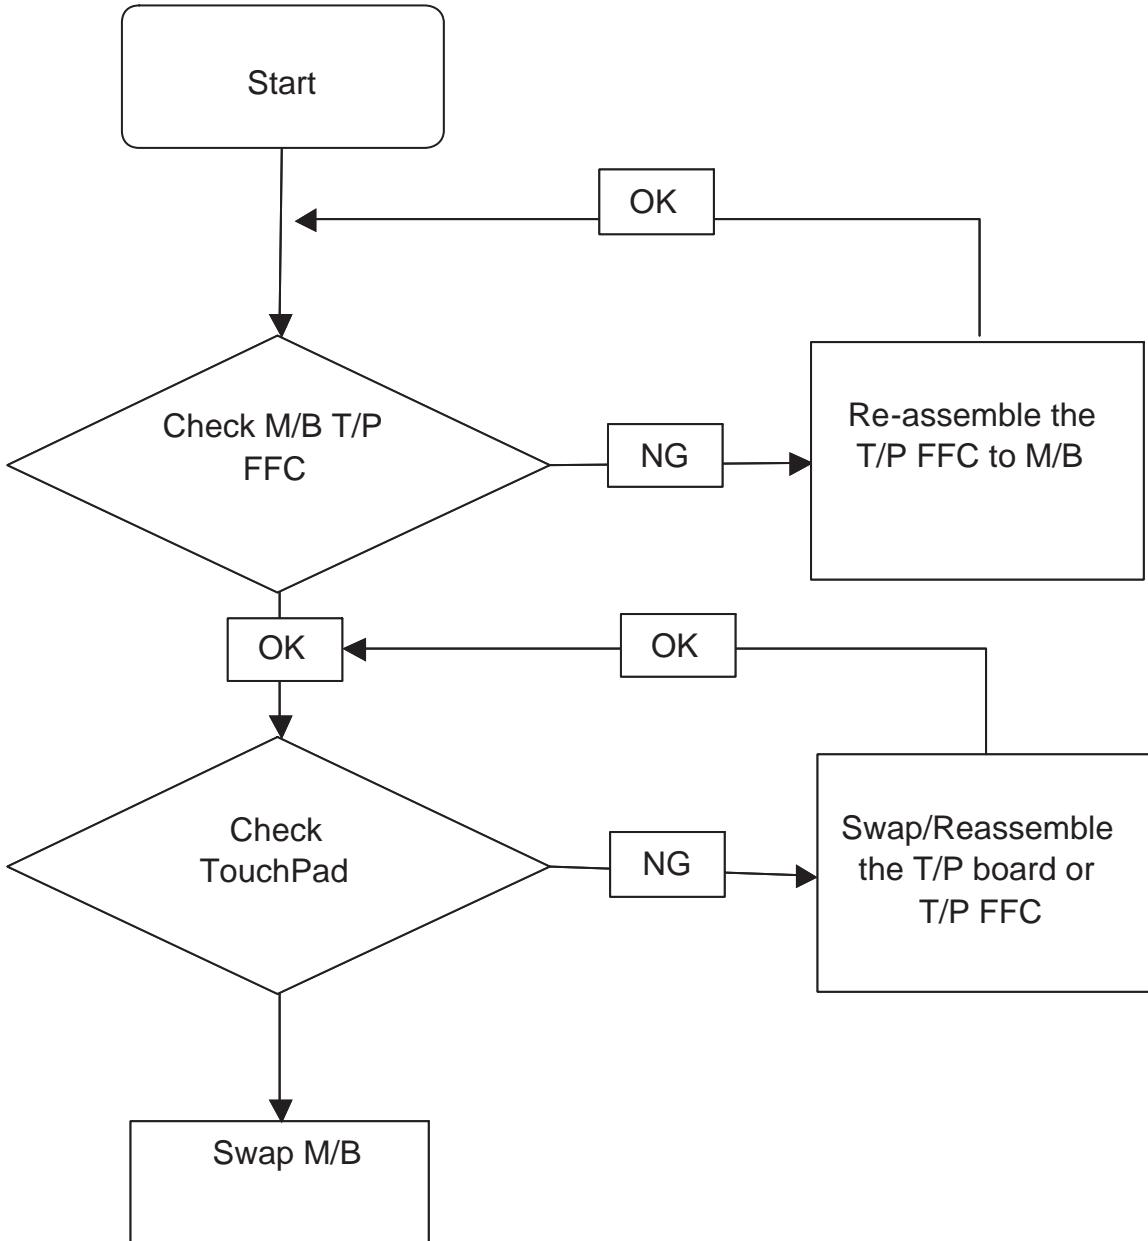 Start
OK
Check M/B T/P
FFC
NG
Re-assemble the
T/P FFC to M/B
OK
OK
Check
TouchPad
NG
Swap/Reassemble
the T/P board or
T/P FFC
Swap M/B